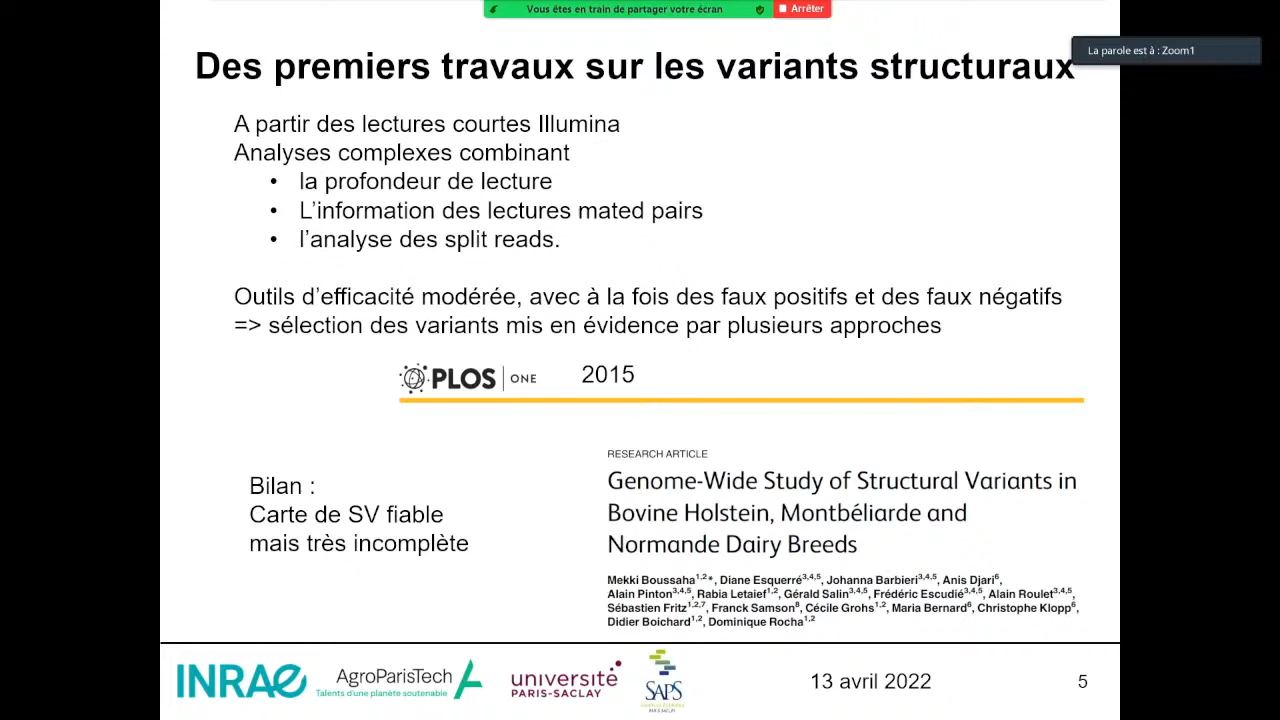 Vous êtes en train de partager votre écran
Arrêter
La parole est à : Zoom1
Des premiers travaux sur les variants structuraux
A partir des lectures courtes Illumina
Analyses complexes combinant
• la profondeur de lecture
• L'information des lectures mated pairs
• l'analyse des split reads.
Outils d'efficacité modérée, avec à la fois des faux positifs et des faux négatifs
=> sélection des variants mis en évidence par plusieurs approches
PLOS ONE 2015
RESEARCH ARTICLE
Genome-Wide Study of Structural Variants in
Bovine Holstein, Montbéliarde and
Normande Dairy Breeds
Bilan :
Carte de SV fiable
mais très incomplète
Mekki Boussaha1,2*, Diane Esquerré3,4,5, Johanna Barbieri3,4,5, Anis Djari6,
Alain Pinton3,4,5, Rabia Letaief1,2, Gérald Salin3,4,5, Frédéric Escudié3,4,5, Alain Roulet3,4,5,
Sébastien Fritz1,2,7, Franck Samson8, Cécile Grohs1,2, Maria Bernard6, Christophe Klopp6,
Didier Boichard1,2, Dominique Rocha1,2
INRAE
AgroParisTech
Talents d'une planète soutenable
université
PARIS-SACLAY
SAPS
13 avril 2022
5